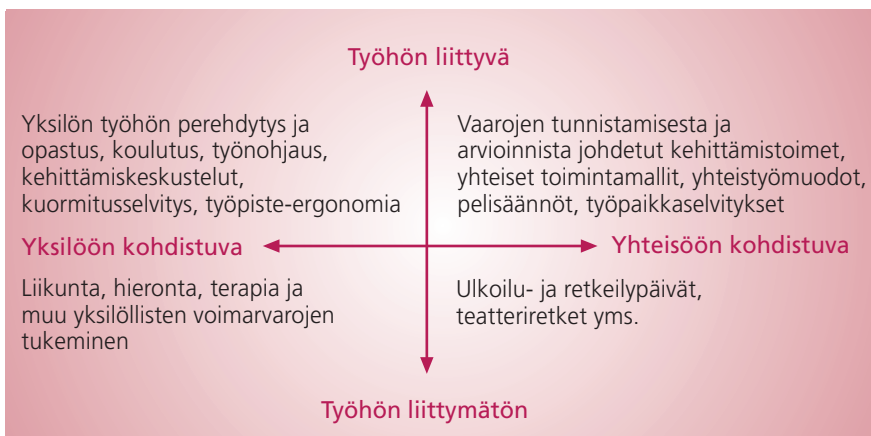 Työhön liittyvä
Yksilön työhön perehdytys ja
opastus, koulutus, työnohjaus,
kehittämiskeskustelut,
kuormitusselvitys, työpiste-ergonomia
Vaarojen tunnistamisesta ja
arvioinnista johdetut kehittämistoimet,
yhteiset toimintamallit, yhteistyömuodot,
pelisäännöt, työpaikkaselvitykset
Yksilöön kohdistuva
Yhteisöön kohdistuva
Liikunta, hieronta, terapia ja
muu yksilöllisten voimarvarojen
tukeminen
Ulkoilu- ja retkeilypäivät,
teatteriretket yms.
Työhön liittymätön